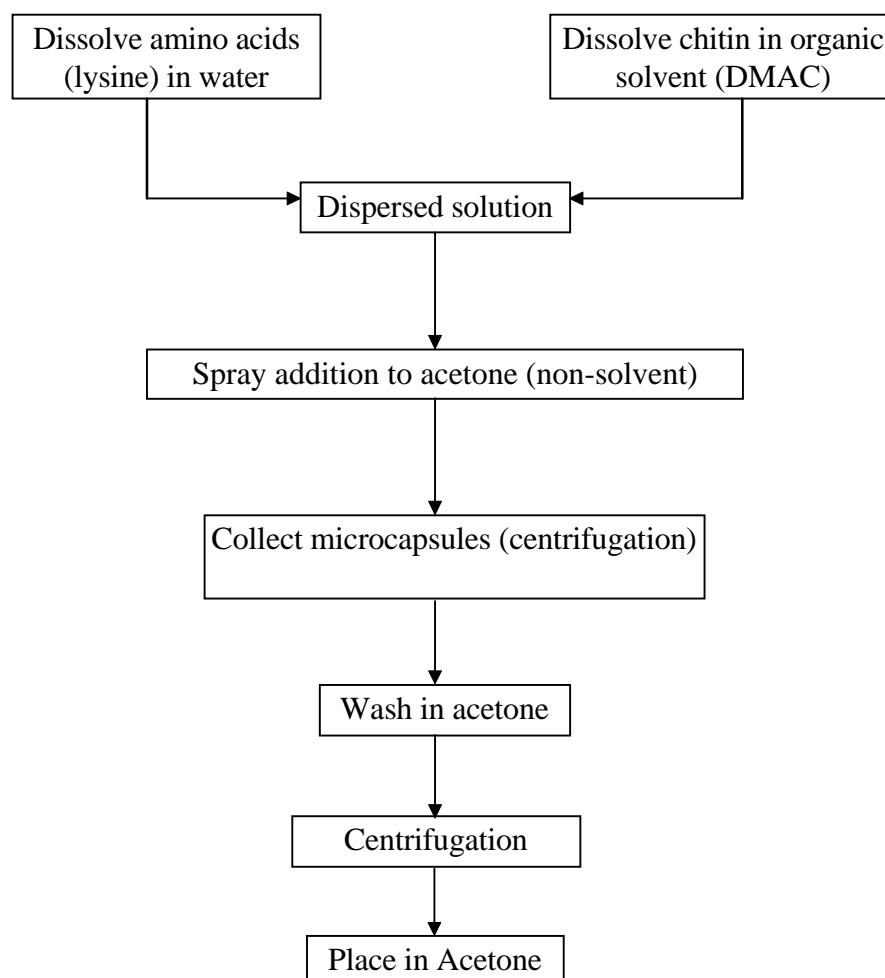 Dissolve amino acids
(lysine) in water
Dissolve chitin in organic
solvent (DMAC)
Dispersed solution
Spray addition to acetone (non-solvent)
Collect microcapsules (centrifugation)
Wash in acetone
Centrifugation
Place in Acetone